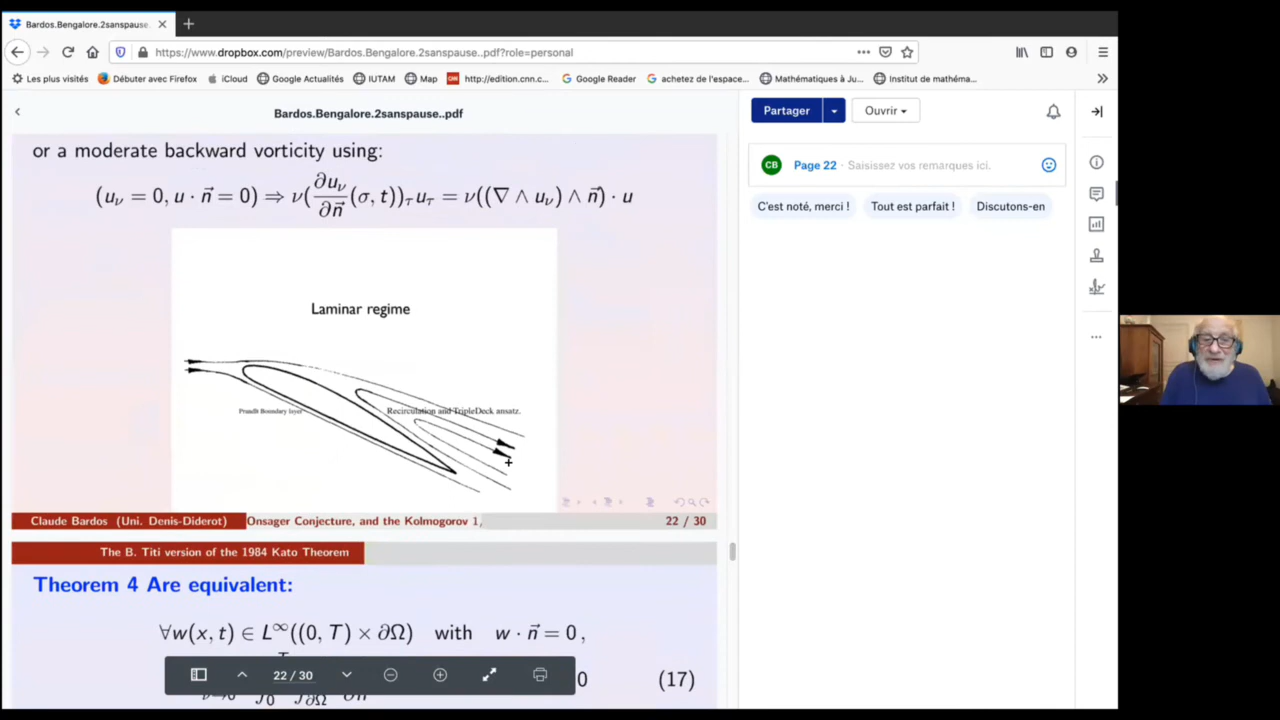 Bardos.Bengalore.2sanspause.
https://www.dropbox.com/preview/Bardos.Bengalore.2sanspause..pdf?role=personal
Les plus visités Débuter avec Firefox iCloud Google Actualités IUTAM Map http://edition.cnn.c... Google Reader achetez de l'espace... Mathématiques à Ju... Institut de mathéma...
Bardos.Bengalore.2sanspause..pdf
Partager Ouvrir
CB Page 22 Saisissez vos remarques ici.
C'est noté, merci ! Tout est parfait ! Discutons-en
or a moderate backward vorticity using:
(u_ν = 0, u · n⃗ = 0) ⇒ ν(∂u_ν/∂n⃗ (σ, t))_τ u_τ = ν((∇ ∧ u_ν) ∧ n⃗) · u
Laminar regime
Prandlt Boundary layer
Recirculation and TripleDeck ansatz.
Claude Bardos (Uni. Denis-Diderot) Onsager Conjecture, and the Kolmogorov 1, 22 / 30
The B. Titi version of the 1984 Kato Theorem
Theorem 4 Are equivalent:
∀w(x, t) ∈ L^∞((0, T) × ∂Ω) with w · n⃗ = 0 ,
0 (17)
22 / 30